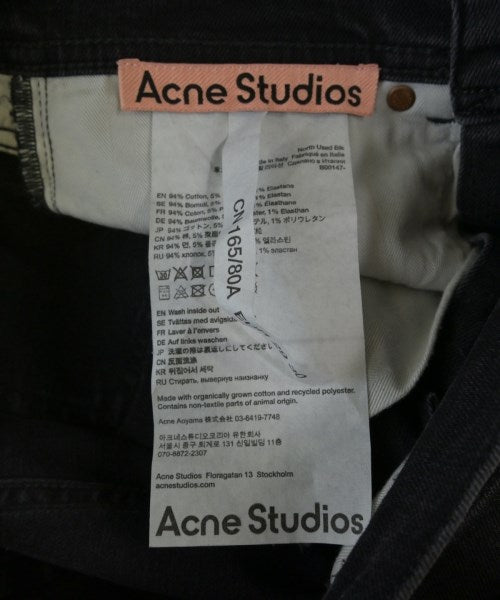 Acne Studios
North Used Blk
in Italy Fabriqué en Italie
Сделано в Италии
B00147-
EN 94% Cotton, 5% 1% Elastane
SE 94% Bomull, 5% 1% Elastan
FR 94% Coton, 5% 1% Elasthane
DE 94% Baumwolle, 1% Elasthan
JP 94% コットン, 5% 1% ポリウレタン
CN 94% 棉, 5%
KR 94% 면, 5% 1% 엘라스틴
RU 94% хлопок, 5% 1% эластан
CN 165/80A
EN Wash inside out
SE Tvättas med avigsida
FR Laver à l'envers
DE Auf links waschen
JP 洗濯の際は裏返しにしてください
CN 反面洗涤
KR 뒤집어서 세탁
RU Стирать, вывернув наизнанку
Made with organically grown cotton and recycled polyester.
Contains non-textile parts of animal origin.
Acne Aoyama 株式会社 03-6419-7748
아크네스튜디오코리아 유한회사
서울시 중구 퇴계로 131 신일빌딩 11층
070-8872-2307
Acne Studios Floragatan 13 Stockholm
acnestudios.com
Acne Studios